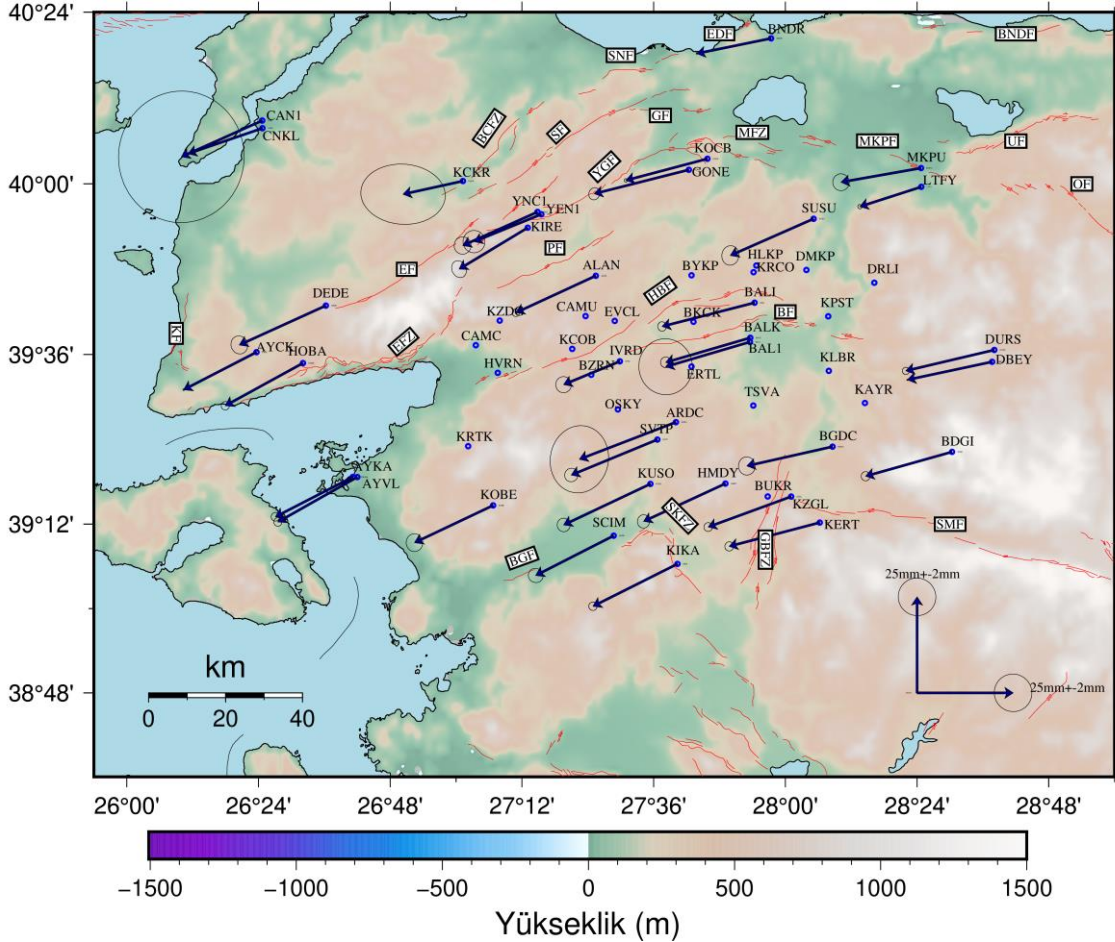 40°24'
40°00'
39°36'
39°12'
38°48'
EDF
BNDR
BNDF
SNF
CAN1
CNKL
BCFZ
SF
GF
MFZ
MKPF
UF
KOCB
GONE
YGF
MKPU
LTFY
OF
KCKR
YNC1
YEN1
KIRE
SUSU
PF
EF
ALAN
BYKP
HLKP
KRCO
DMKP
DRLI
DEDE
HBF
BALI
KZDG
CAMU
EVCL
BKCK
BF
KPST
KF
AYCK
HOBA
EFZ
CAMC
KCOB
BALK
BAL1
DURS
DBEY
HVRN
IVRD
BZRN
ERTL
KLBR
OSKY
TSVA
KAYR
ARDC
SVTP
KRTK
BGDC
BDGI
AYKA
AYVL
KUSO
HMDY
BUKR
KZGL
KOBE
SKFZ
SCIM
KERT
SMF
BGF
KIKA
GBFZ
25mm+-2mm
25mm+-2mm
km
0 20 40
26°00' 26°24' 26°48' 27°12' 27°36' 28°00' 28°24' 28°48'
−1500 −1000 −500 0 500 1000 1500
Yükseklik (m)